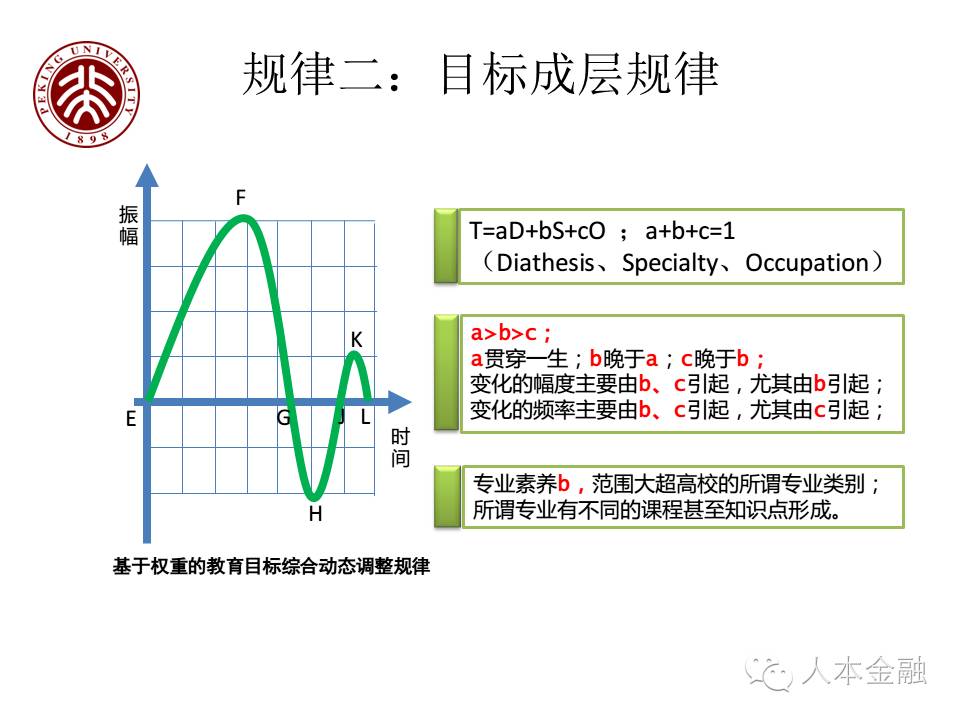 规律二：目标成层规律
PEKING UNIVERSITY
1898
振
幅
F
K
E
G
J
L
H
时
间
基于权重的教育目标综合动态调整规律
T=aD+bS+cO ；a+b+c=1
（Diathesis、Specialty、Occupation）
a>b>c；
a贯穿一生；b晚于a；c晚于b；
变化的幅度主要由b、c引起，尤其由b引起；
变化的频率主要由b、c引起，尤其由c引起；
专业素养b，范围大超高校的所谓专业类别；
所谓专业有不同的课程甚至知识点形成。
人本金融